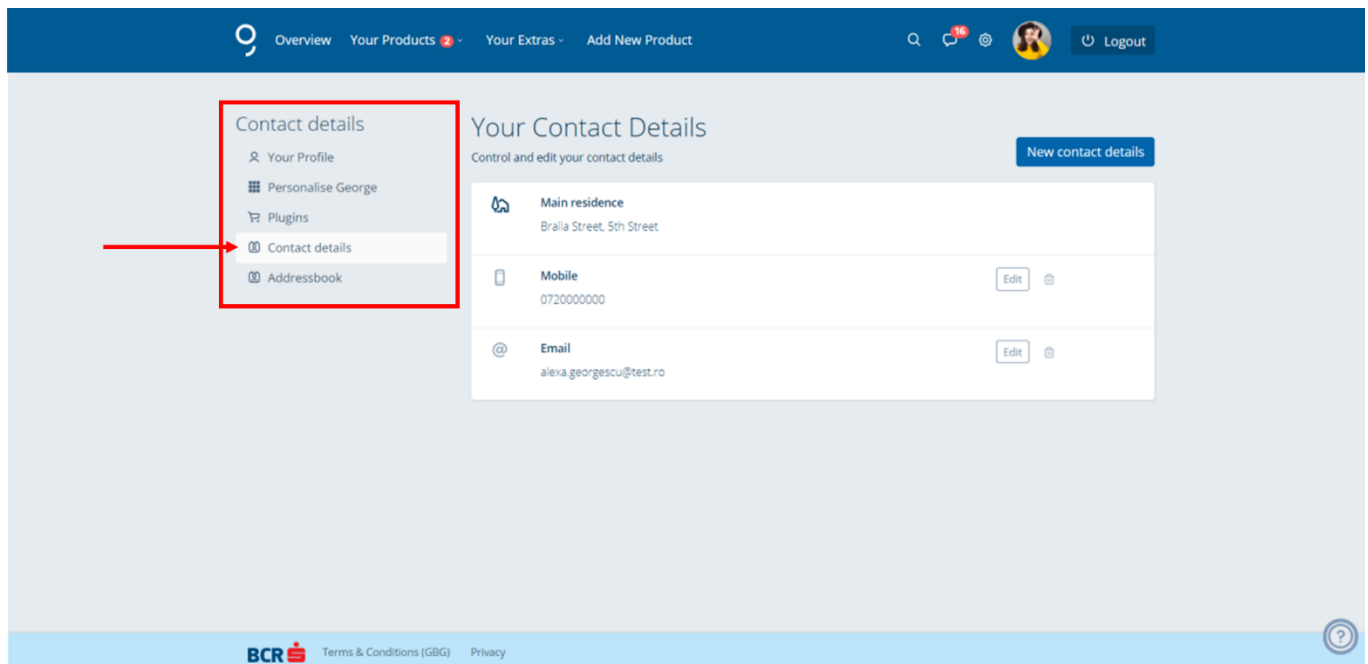 Overview Your Products 2 Your Extras Add New Product 16 Logout
Contact details
Your Profile
Personalise George
Plugins
Contact details
Addressbook
Your Contact Details
Control and edit your contact details
New contact details
Main residence
Braila Street, 5th Street
Mobile
0720000000
Edit
@ Email
alexa.georgescu@test.ro
Edit
?
BCR Terms & Conditions (GBG) Privacy